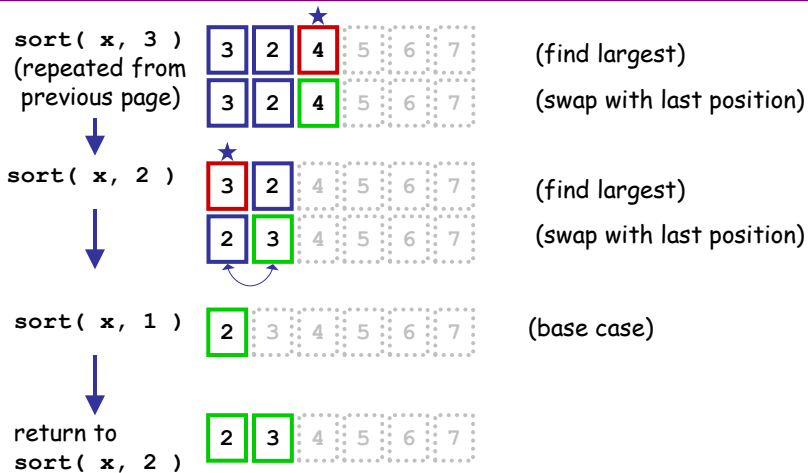 sort( x, 3 )
(repeated from
previous page)
3 2 4 5 6 7
(find largest)
3 2 4 5 6 7
(swap with last position)
sort( x, 2 )
3 2 4 5 6 7
(find largest)
2 3 4 5 6 7
(swap with last position)
sort( x, 1 )
2 3 4 5 6 7
(base case)
return to
sort( x, 2 )
2 3 4 5 6 7